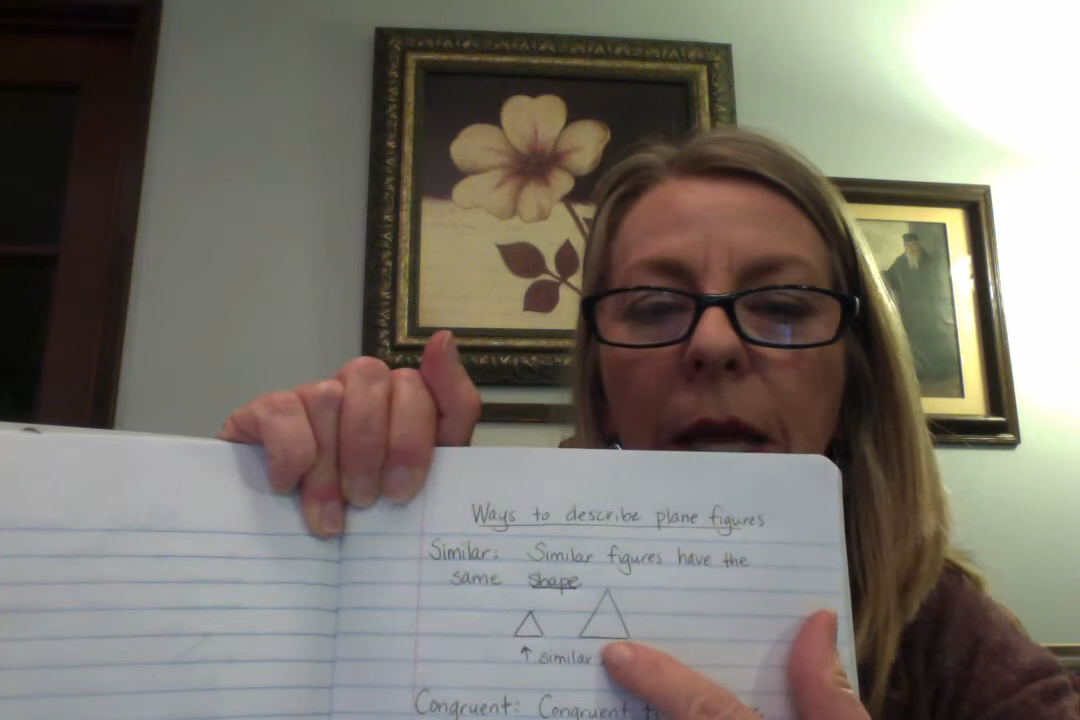 Ways to describe plane figures
Similar: Similar figures have the
same shape.
↑ similar
Congruent: Congruent